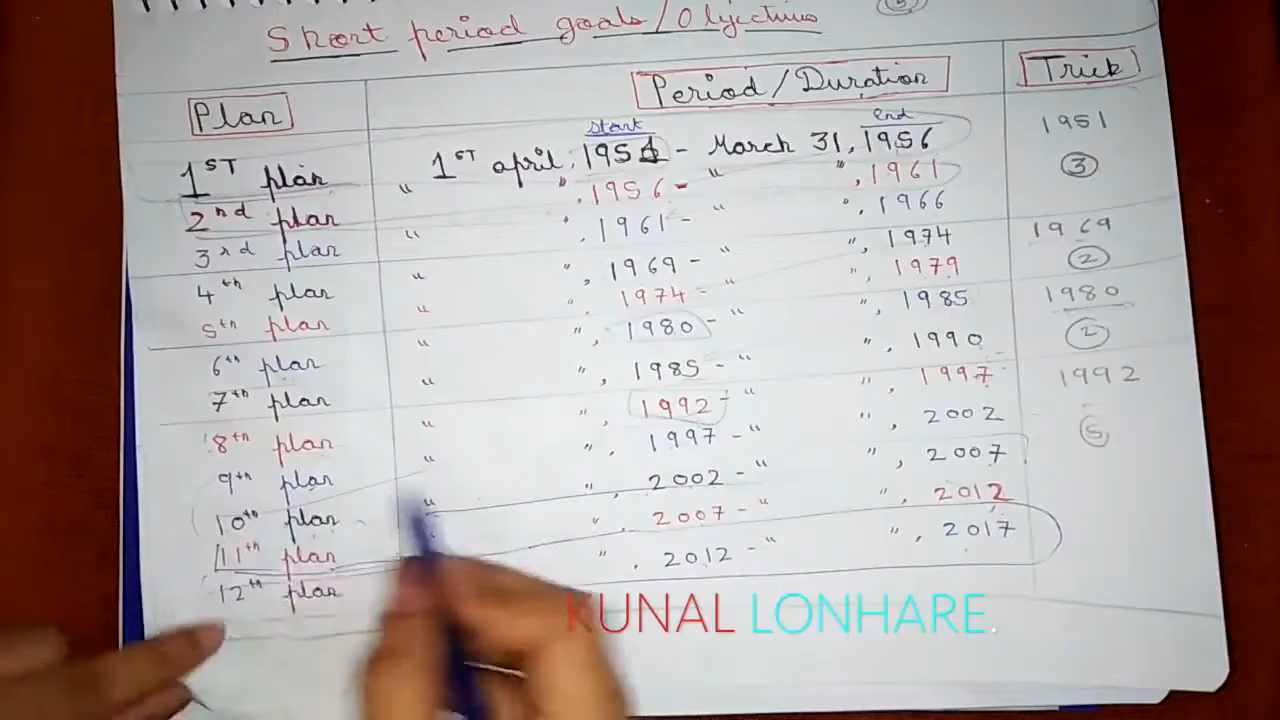 5
Short period goals/Objectives
Plan Period/Duration Trick
start end
1ST plan 1ST april, 1951 - March 31, 1956 1951
2nd plan " ", 1956 - " ", 1961 3
3rd plan " ", 1961 - " ", 1966
4th plan " ", 1969 - " ", 1974 1969
5th plan " ", 1974 - " ", 1979 2
6th plan " ", 1980 - " ", 1985 1980
7th plan " ", 1985 - " ", 1990 2
8th plan " ", 1992 - " ", 1997 1992
9th plan " ", 1997 - " ", 2002 5
10th plan " ", 2002 - " ", 2007
11th plan " ", 2007 - " ", 2012
12th plan ", 2012 - " ", 2017
KUNAL LONHARE.